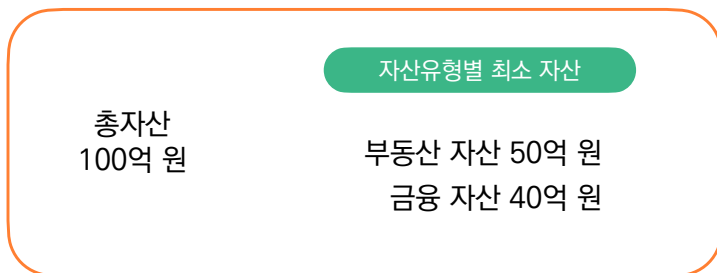 자산유형별 최소 자산
총자산
100억 원
부동산 자산 50억 원
금융 자산 40억 원